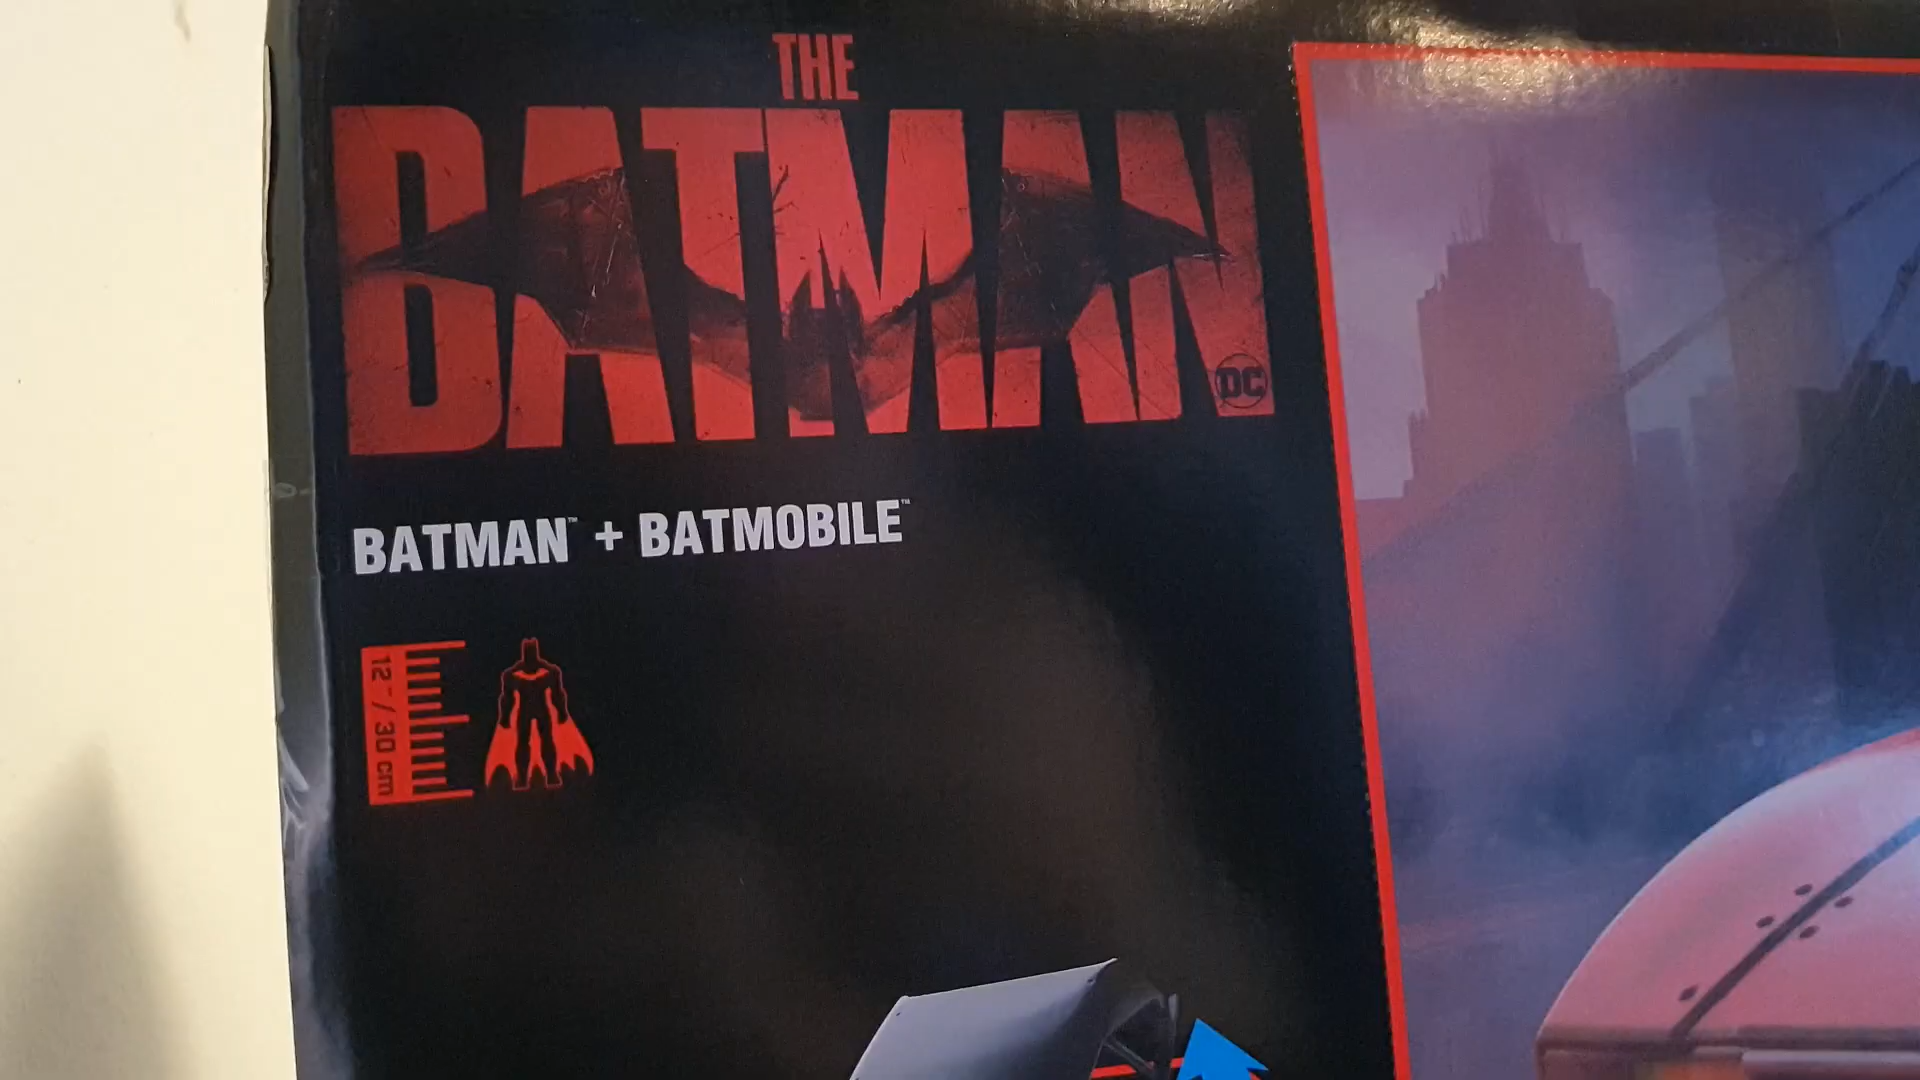 THE
BATMAN
DC
BATMAN™ + BATMOBILE™
12" / 30 cm